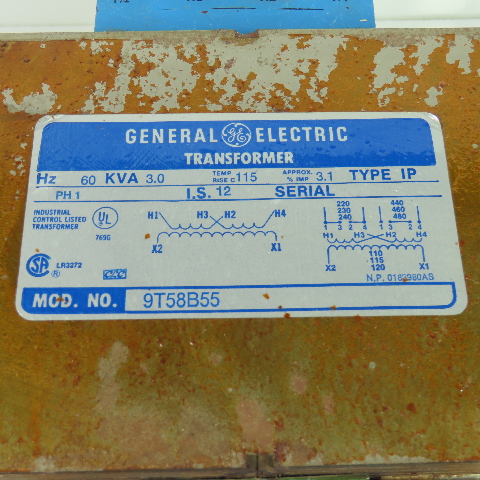 GENERAL GE ELECTRIC
TRANSFORMER
Hz 60 KVA 3.0 TEMP. RISE C 115 APPROX. % IMP. 3.1 TYPE IP
PH 1 I.S. 12 SERIAL
INDUSTRIAL CONTROL LISTED TRANSFORMER
UL
769G
LR3272
H1 H3 H2 H4
X2 X1
220 440
230 460
240 480
1 3 2 4 1 2 3 4
H1 H3 H2 H4
X2 110 X1
115
120
MOD. NO. 9T58B55